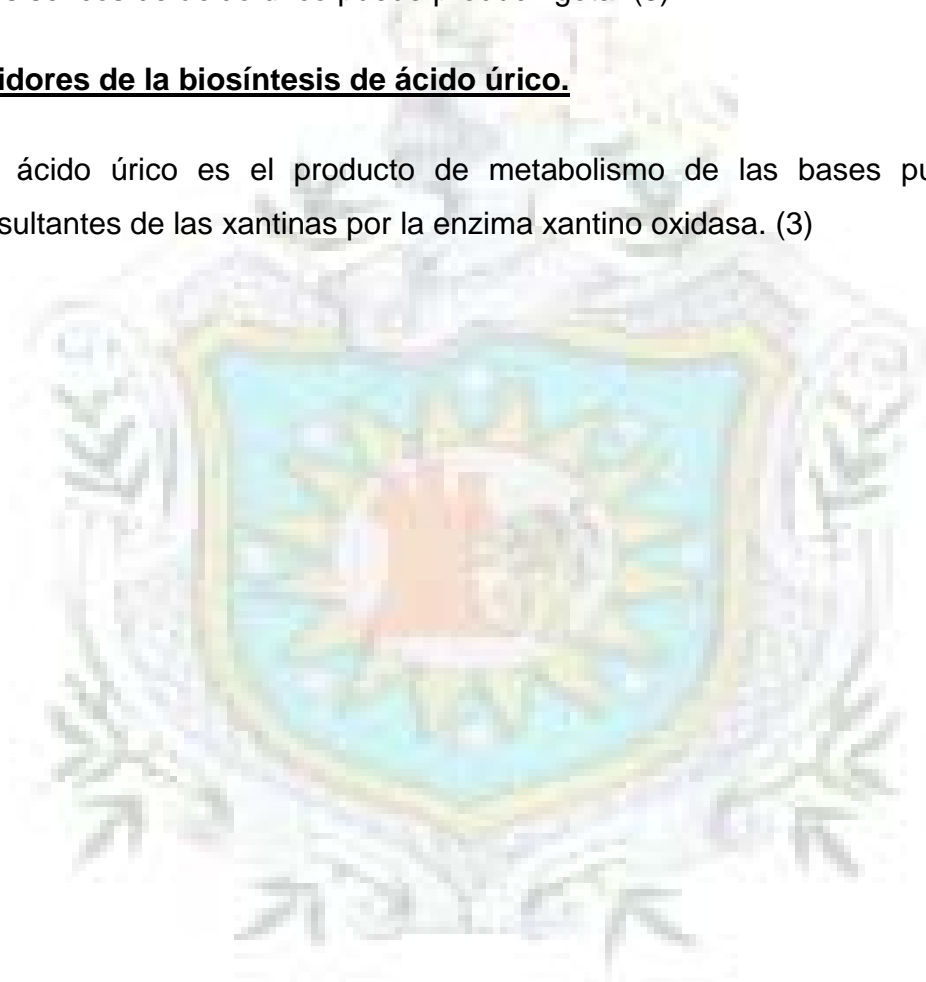 idores de la biosíntesis de ácido úrico.
ácido úrico es el producto de metabolismo de las bases pu
sultantes de las xantinas por la enzima xantino oxidasa. (3)